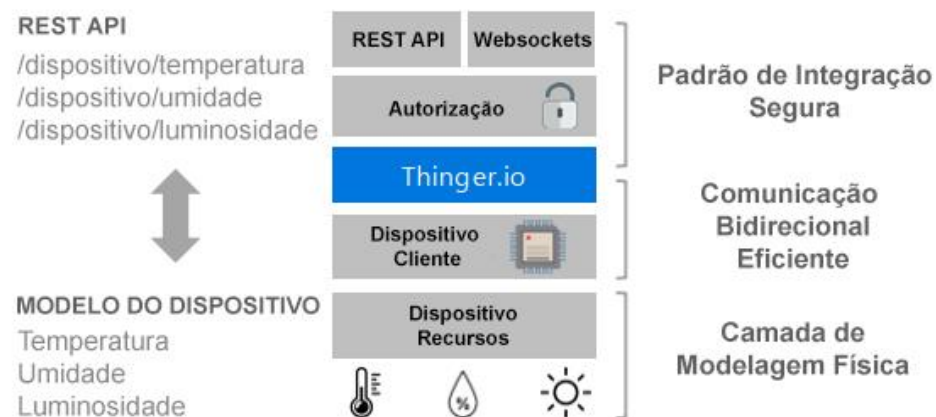 REST API
/dispositivo/temperatura
/dispositivo/umidade
/dispositivo/luminosidade
MODELO DO DISPOSITIVO
Temperatura
Umidade
Luminosidade
REST API
Websockets
Autorização
Thinger.io
Dispositivo
Cliente
Dispositivo
Recursos
%
Padrão de Integração
Segura
Comunicação
Bidirecional
Eficiente
Camada de
Modelagem Física